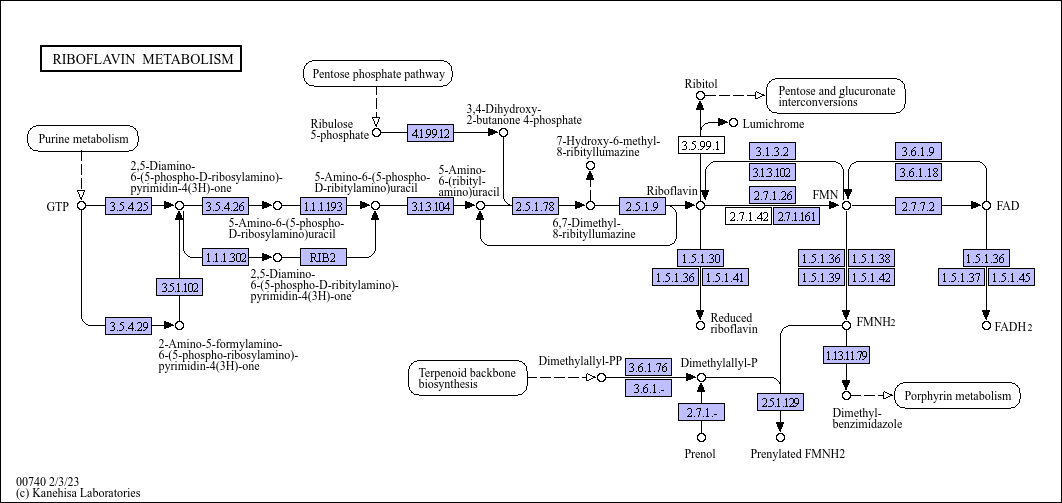 RIBOFLAVIN METABOLISM
Pentose phosphate pathway
Ribitol
Pentose and glucuronate
interconversions
Ribulose
5-phosphate
4.1.99.12
3,4-Dihydroxy-
2-butanone 4-phosphate
Lumichrome
3.5.99.1
Purine metabolism
7-Hydroxy-6-methyl-
8-ribityllumazine
3.1.3.2
3.1.3.102
3.6.1.9
3.6.1.18
2,5-Diamino-
6-(5-phospho-D-ribosylamino)-
pyrimidin-4(3H)-one
5-Amino-6-(5-phospho-
D-ribitylamino)uracil
5-Amino-
6-(ribityl-
amino)uracil
Riboflavin
2.7.1.26
FMN
GTP
3.5.4.25
3.5.4.26
1.1.1.193
3.1.3.104
2.5.1.78
2.5.1.9
2.7.1.42
2.7.1.161
2.7.7.2
FAD
5-Amino-6-(5-phospho-
D-ribosylamino)uracil
6,7-Dimethyl-
8-ribityllumazine
1.1.1.302
RIB2
1.5.1.30
1.5.1.36
1.5.1.41
1.5.1.36
1.5.1.38
1.5.1.39
1.5.1.42
1.5.1.36
1.5.1.37
1.5.1.45
2,5-Diamino-
6-(5-phospho-D-ribitylamino)-
pyrimidin-4(3H)-one
3.5.1.102
3.5.4.29
2-Amino-5-formylamino-
6-(5-phospho-ribosylamino)-
pyrimidin-4(3H)-one
Reduced
riboflavin
FMNH2
FADH2
1.13.11.79
Terpenoid backbone
biosynthesis
Dimethylallyl-PP
3.6.1.76
3.6.1.-
Dimethylallyl-P
2.7.1.-
2.5.1.129
Porphyrin metabolism
Dimethyl-
benzimidazole
Prenol
Prenylated FMNH2
00740 2/3/23
(c) Kanehisa Laboratories